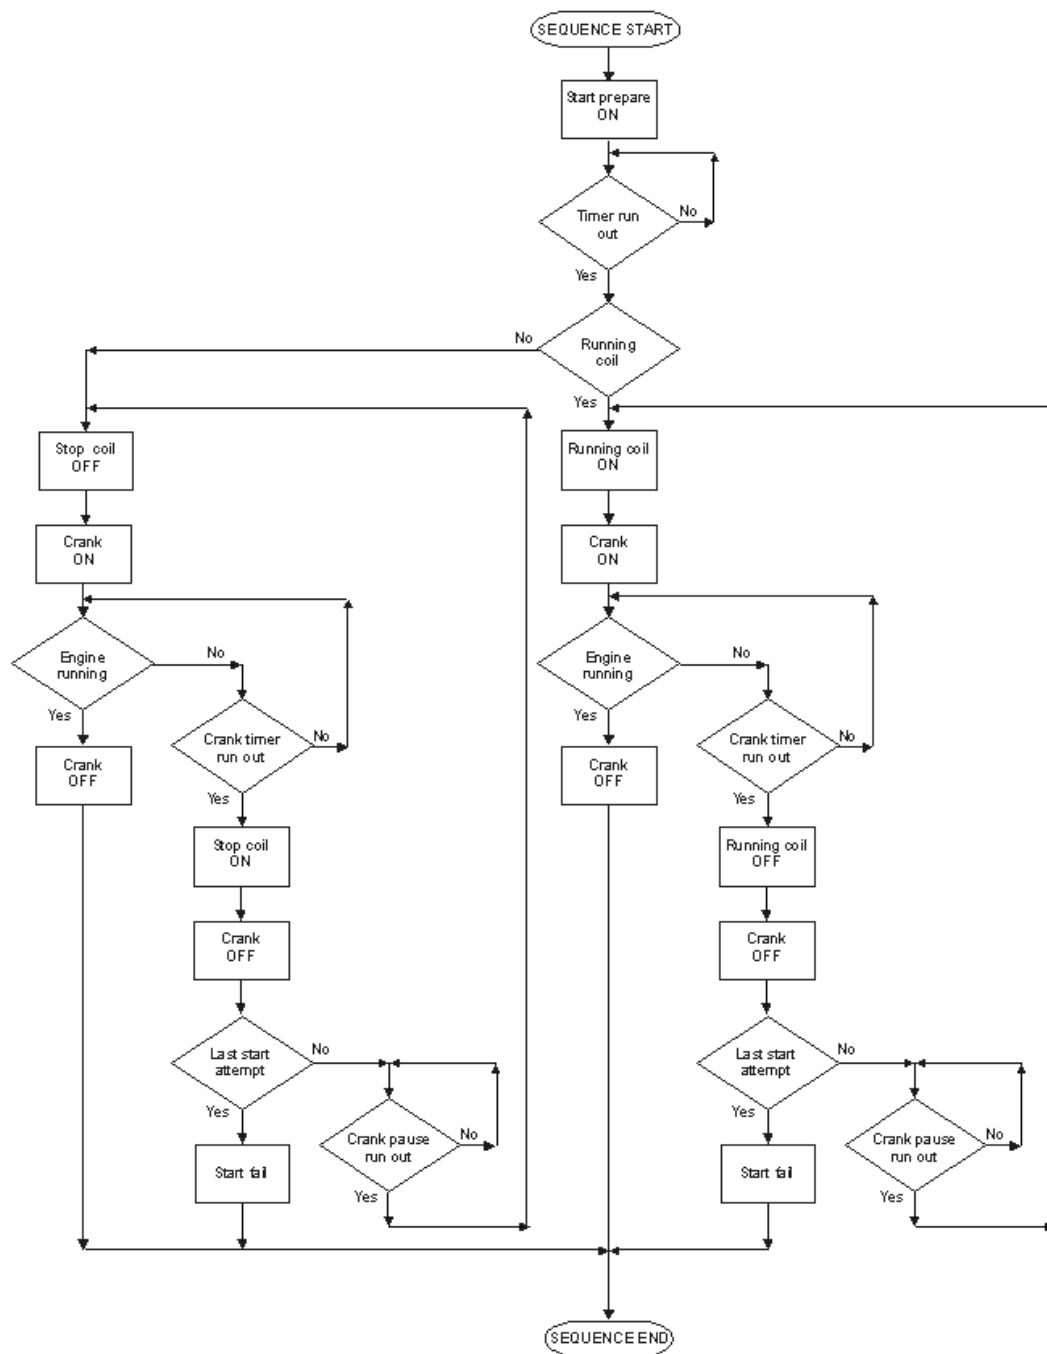 SEQUENCE START
Start prepare
ON
Timer run
out
No
Yes
Running
coil
No
Yes
Stop coil
OFF
Running coil
ON
Crank
ON
Crank
ON
Engine
running
No
Yes
Engine
running
No
Yes
Crank timer
run out
No
Yes
Crank timer
run out
No
Yes
Crank
OFF
Crank
OFF
Stop coil
ON
Running coil
OFF
Crank
OFF
Crank
OFF
Last start
attempt
No
Yes
Last start
attempt
No
Yes
Crank pause
run out
No
Yes
Crank pause
run out
No
Yes
Start fail
Start fail
SEQUENCE END